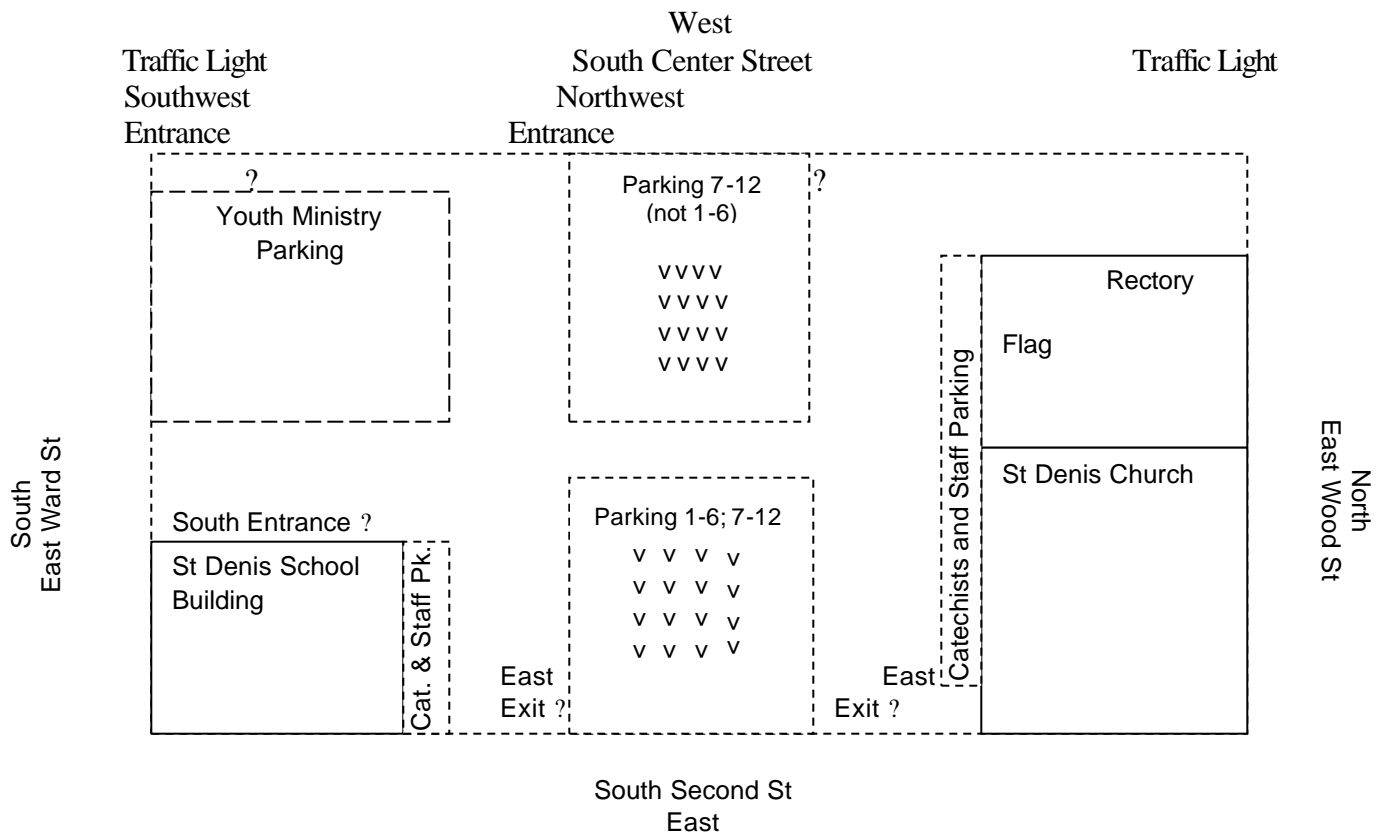 West
Traffic Light South Center Street Traffic Light
Southwest Northwest
Entrance Entrance
?
Parking 7-12
(not 1-6)
?
Youth Ministry
Parking
v v v v
v v v v
v v v v
v v v v
Rectory
Flag
Catechists and Staff Parking
St Denis Church
South
East Ward St
North
East Wood St
South Entrance ?
St Denis School
Building
Cat. & Staff Pk.
Parking 1-6; 7-12
v v v v
v v v v
v v v v
v v v v
East
Exit ?
East
Exit ?
South Second St
East